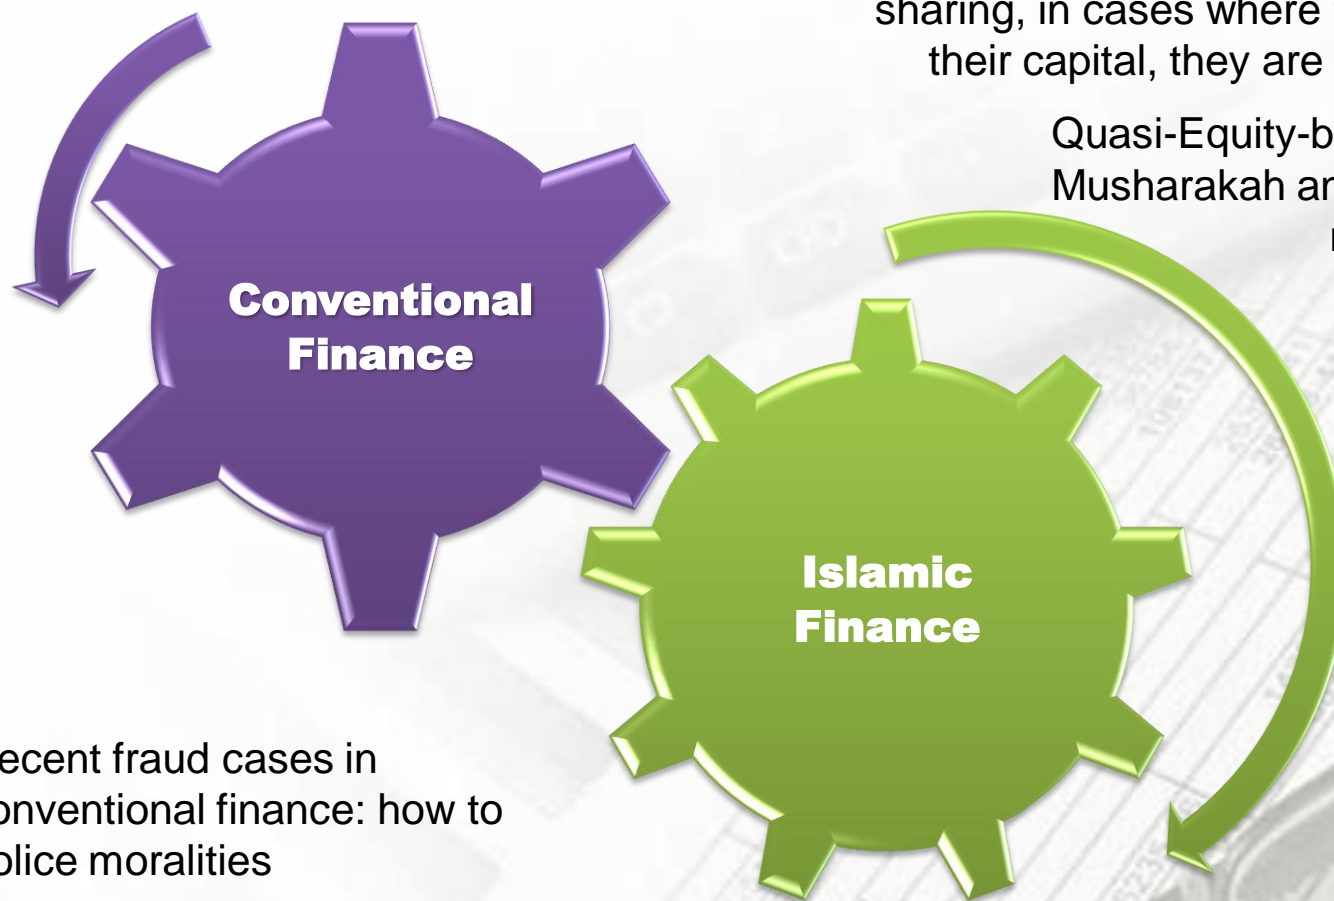 sharing, in cases where
their capital, they are
Quasi-Equity-b
Musharakah an
Conventional
Finance
Islamic
Finance
ecent fraud cases in
onventional finance: how to
olice moralities